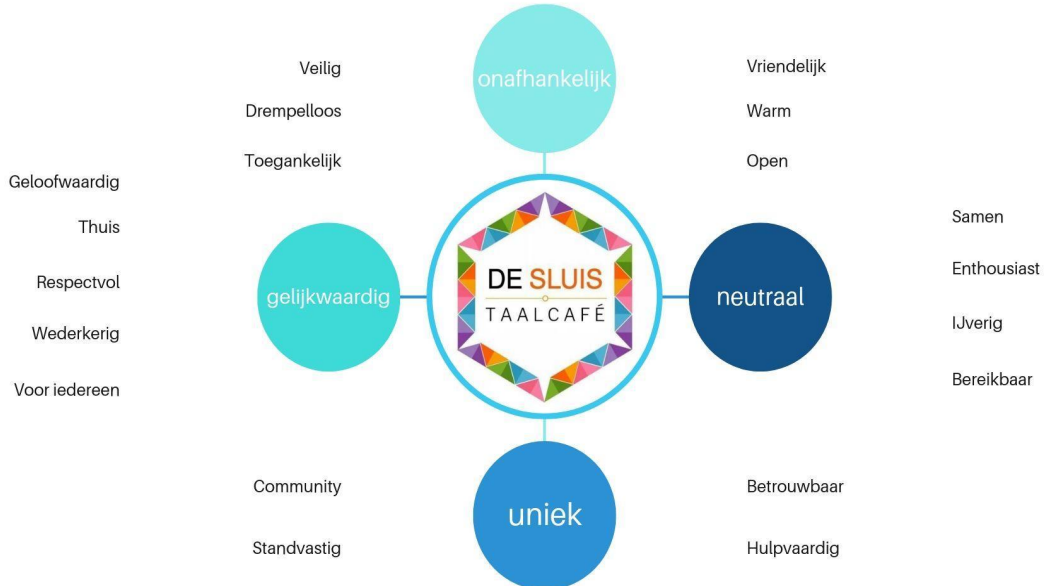 onafhankelijk
Veilig
Drempelloos
Toegankelijk
Vriendelijk
Warm
Open
Geloofwaardig
Thuis
Respectvol
Wederkerig
Voor iedereen
gelijkwaardig
DE SLUIS
TAALCAFÉ
neutraal
Samen
Enthousiast
IJverig
Bereikbaar
Community
Standvastig
uniek
Betrouwbaar
Hulpvaardig